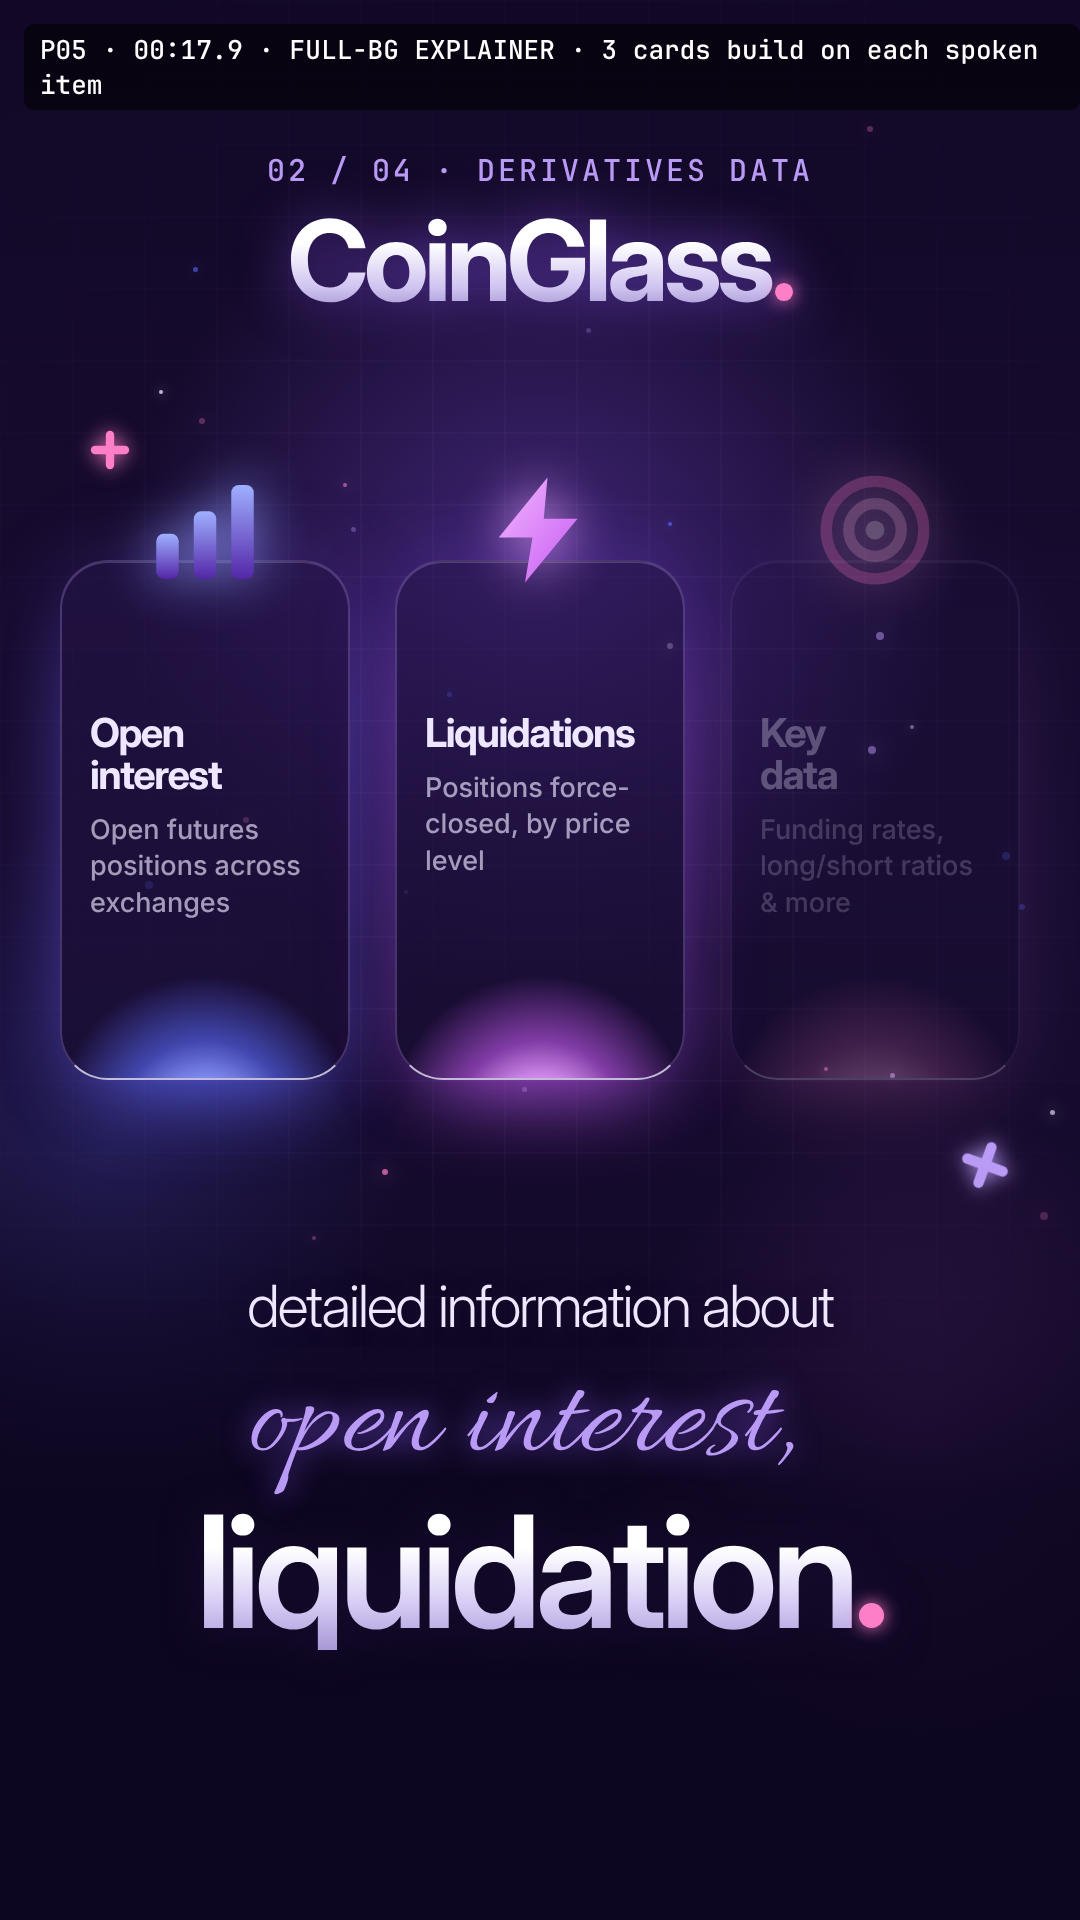 P05 · 00:17.9 · FULL-BG EXPLAINER · 3 cards build on each spoken
item
02 / 04 · DERIVATIVES DATA
CoinGlass.
Open
interest
Open futures
positions across
exchanges
Liquidations
Positions force-
closed, by price
level
Key
data
Funding rates,
long/short ratios
& more
detailed information about
open interest,
liquidation.